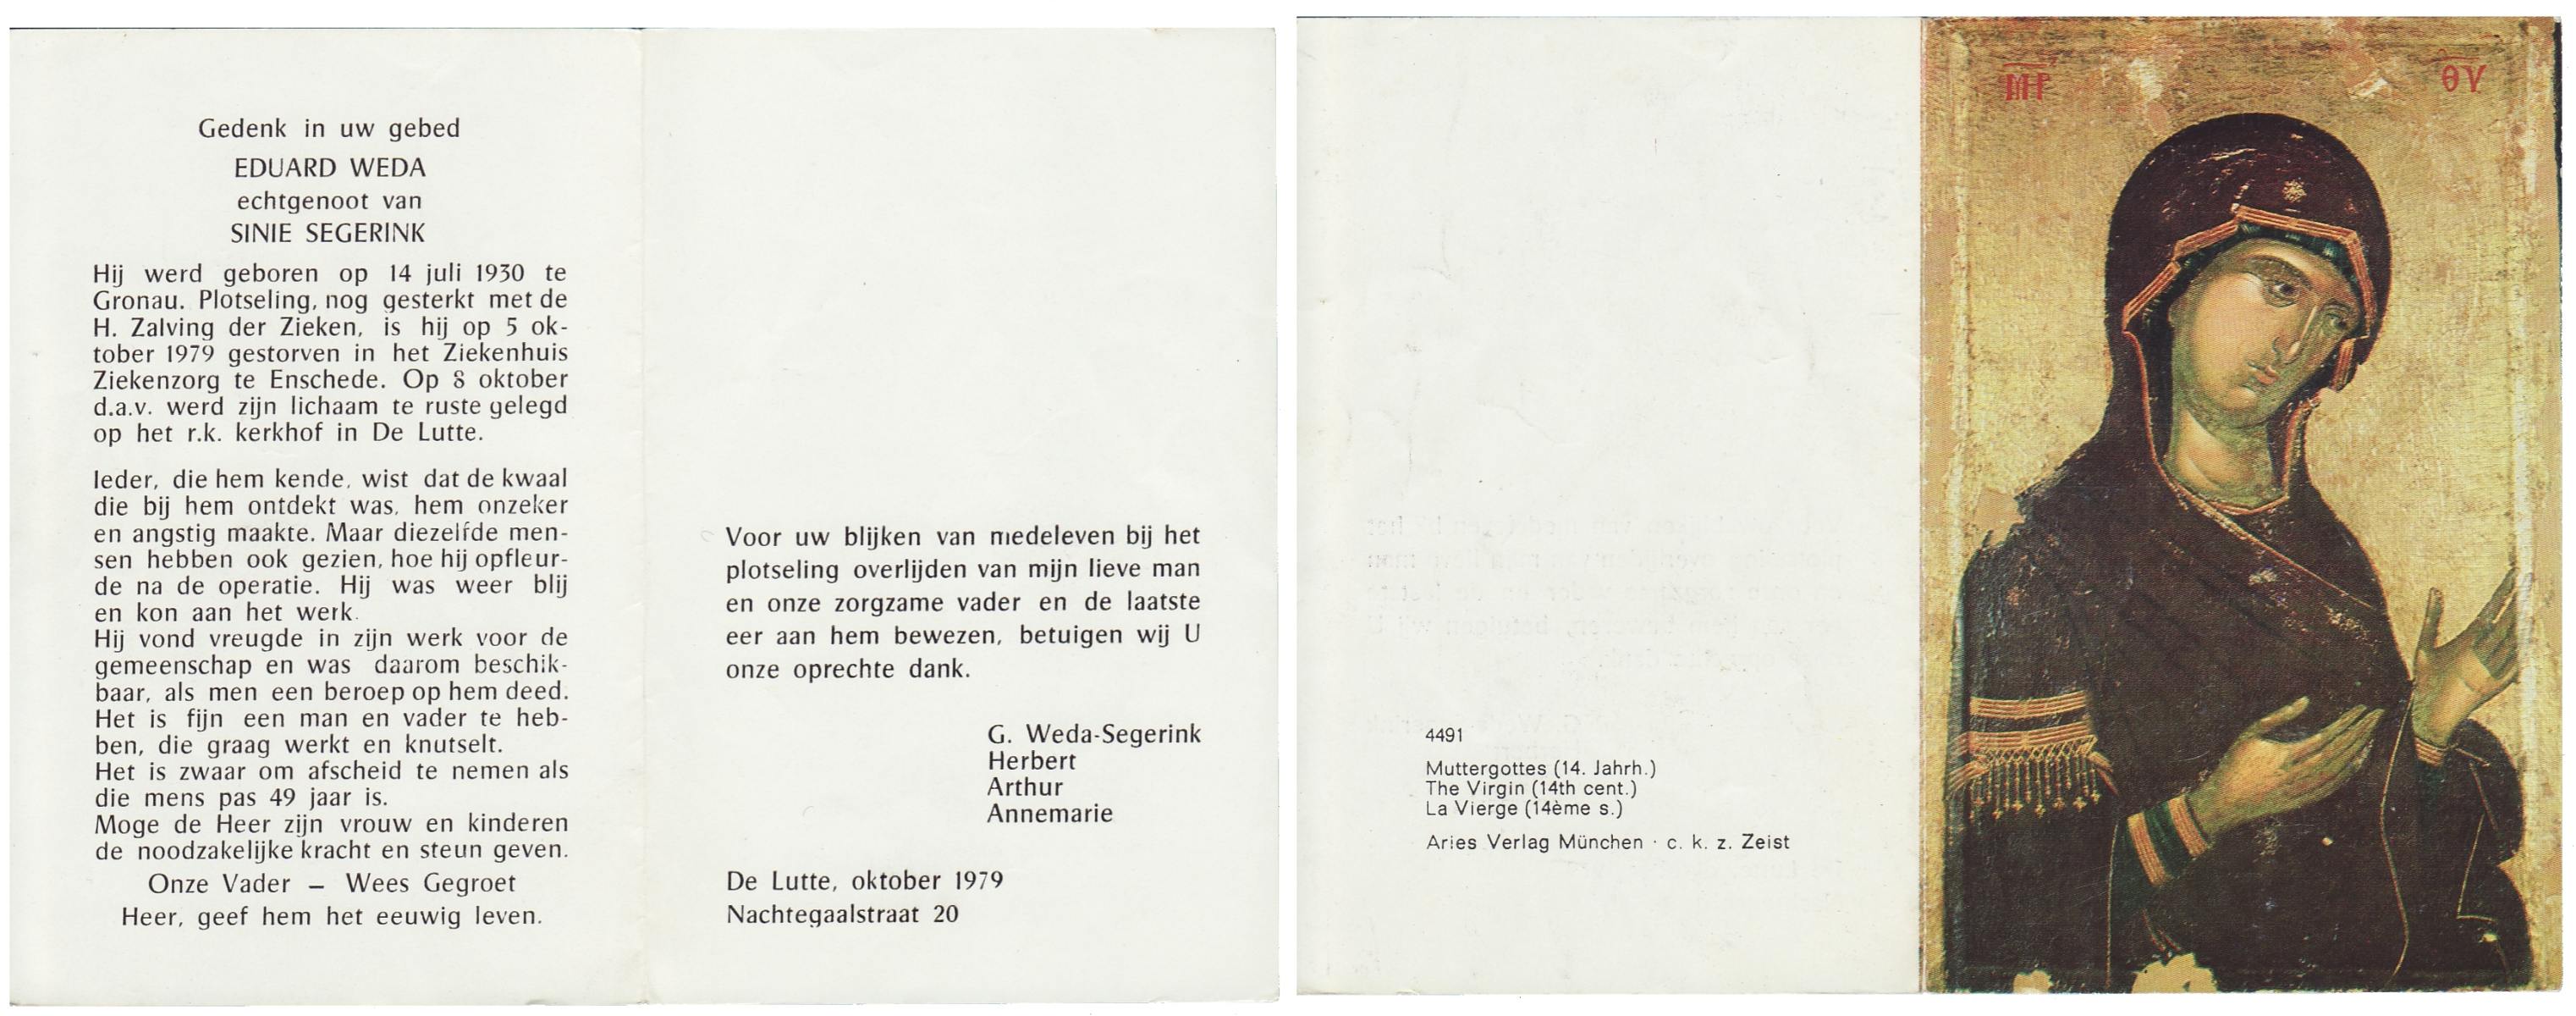 Gedenk in uw gebed
EDUARD WEDA
echtgenoot van
SINIE SEGERINK
Hij werd geboren op 14 juli 1930 te
Gronau. Plotseling, nog gesterkt met de
H. Zalving der Zieken, is hij op 5 ok-
tober 1979 gestorven in het Ziekenhuis
Ziekenzorg te Enschede. Op 8 oktober
d.a.v. werd zijn lichaam te ruste gelegd
op het r.k. kerkhof in De Lutte.
Ieder, die hem kende, wist dat de kwaal
die bij hem ontdekt was, hem onzeker
en angstig maakte. Maar diezelfde men-
sen hebben ook gezien, hoe hij opfleur-
de na de operatie. Hij was weer blij
en kon aan het werk.
Hij vond vreugde in zijn werk voor de
gemeenschap en was daarom beschik-
baar, als men een beroep op hem deed.
Het is fijn een man en vader te heb-
ben, die graag werkt en knutselt.
Het is zwaar om afscheid te nemen als
die mens pas 49 jaar is.
Moge de Heer zijn vrouw en kinderen
de noodzakelijke kracht en steun geven.
Onze Vader – Wees Gegroet
Heer, geef hem het eeuwig leven.
Voor uw blijken van medeleven bij het
plotseling overlijden van mijn lieve man
en onze zorgzame vader en de laatste
eer aan hem bewezen, betuigen wij U
onze oprechte dank.
G. Weda-Segerink
Herbert
Arthur
Annemarie
De Lutte, oktober 1979
Nachtegaalstraat 20
4491
Muttergottes (14. Jahrh.)
The Virgin (14th cent.)
La Vierge (14ème s.)
Aries Verlag München · c. k. z. Zeist
ΜΡ
ΘΥ